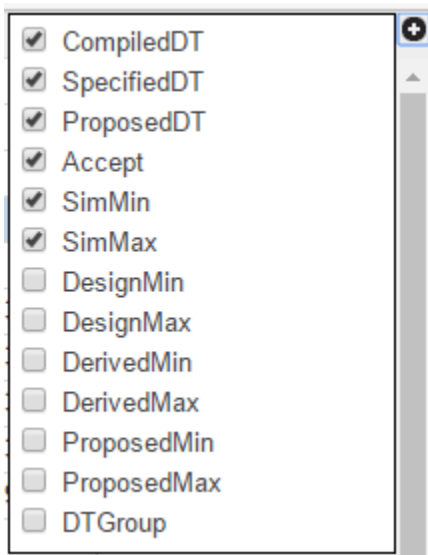 CompiledDT
SpecifiedDT
ProposedDT
Accept
SimMin
SimMax
DesignMin
DesignMax
DerivedMin
DerivedMax
ProposedMin
ProposedMax
DTGroup